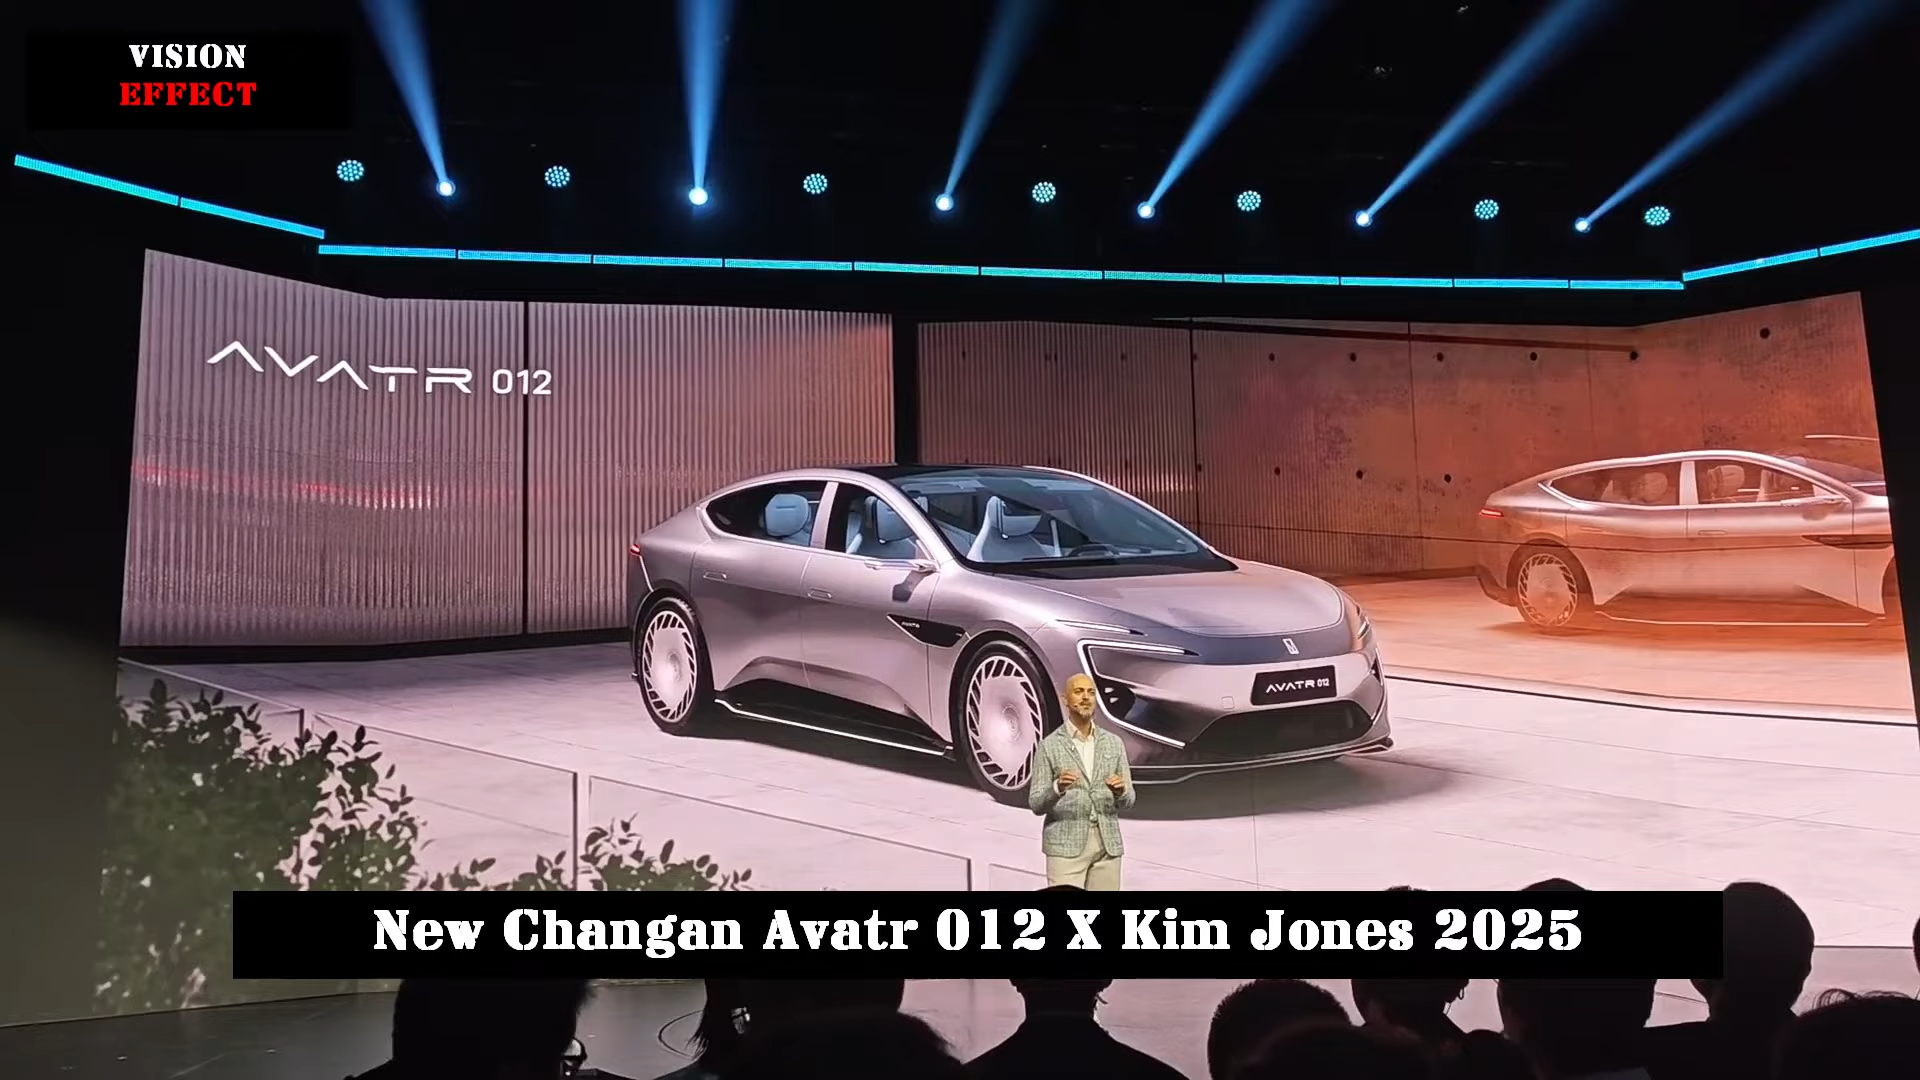 VISION
EFFECT
AVATR 012
AVATR 012
New Changan Avatr 012 X Kim Jones 2025